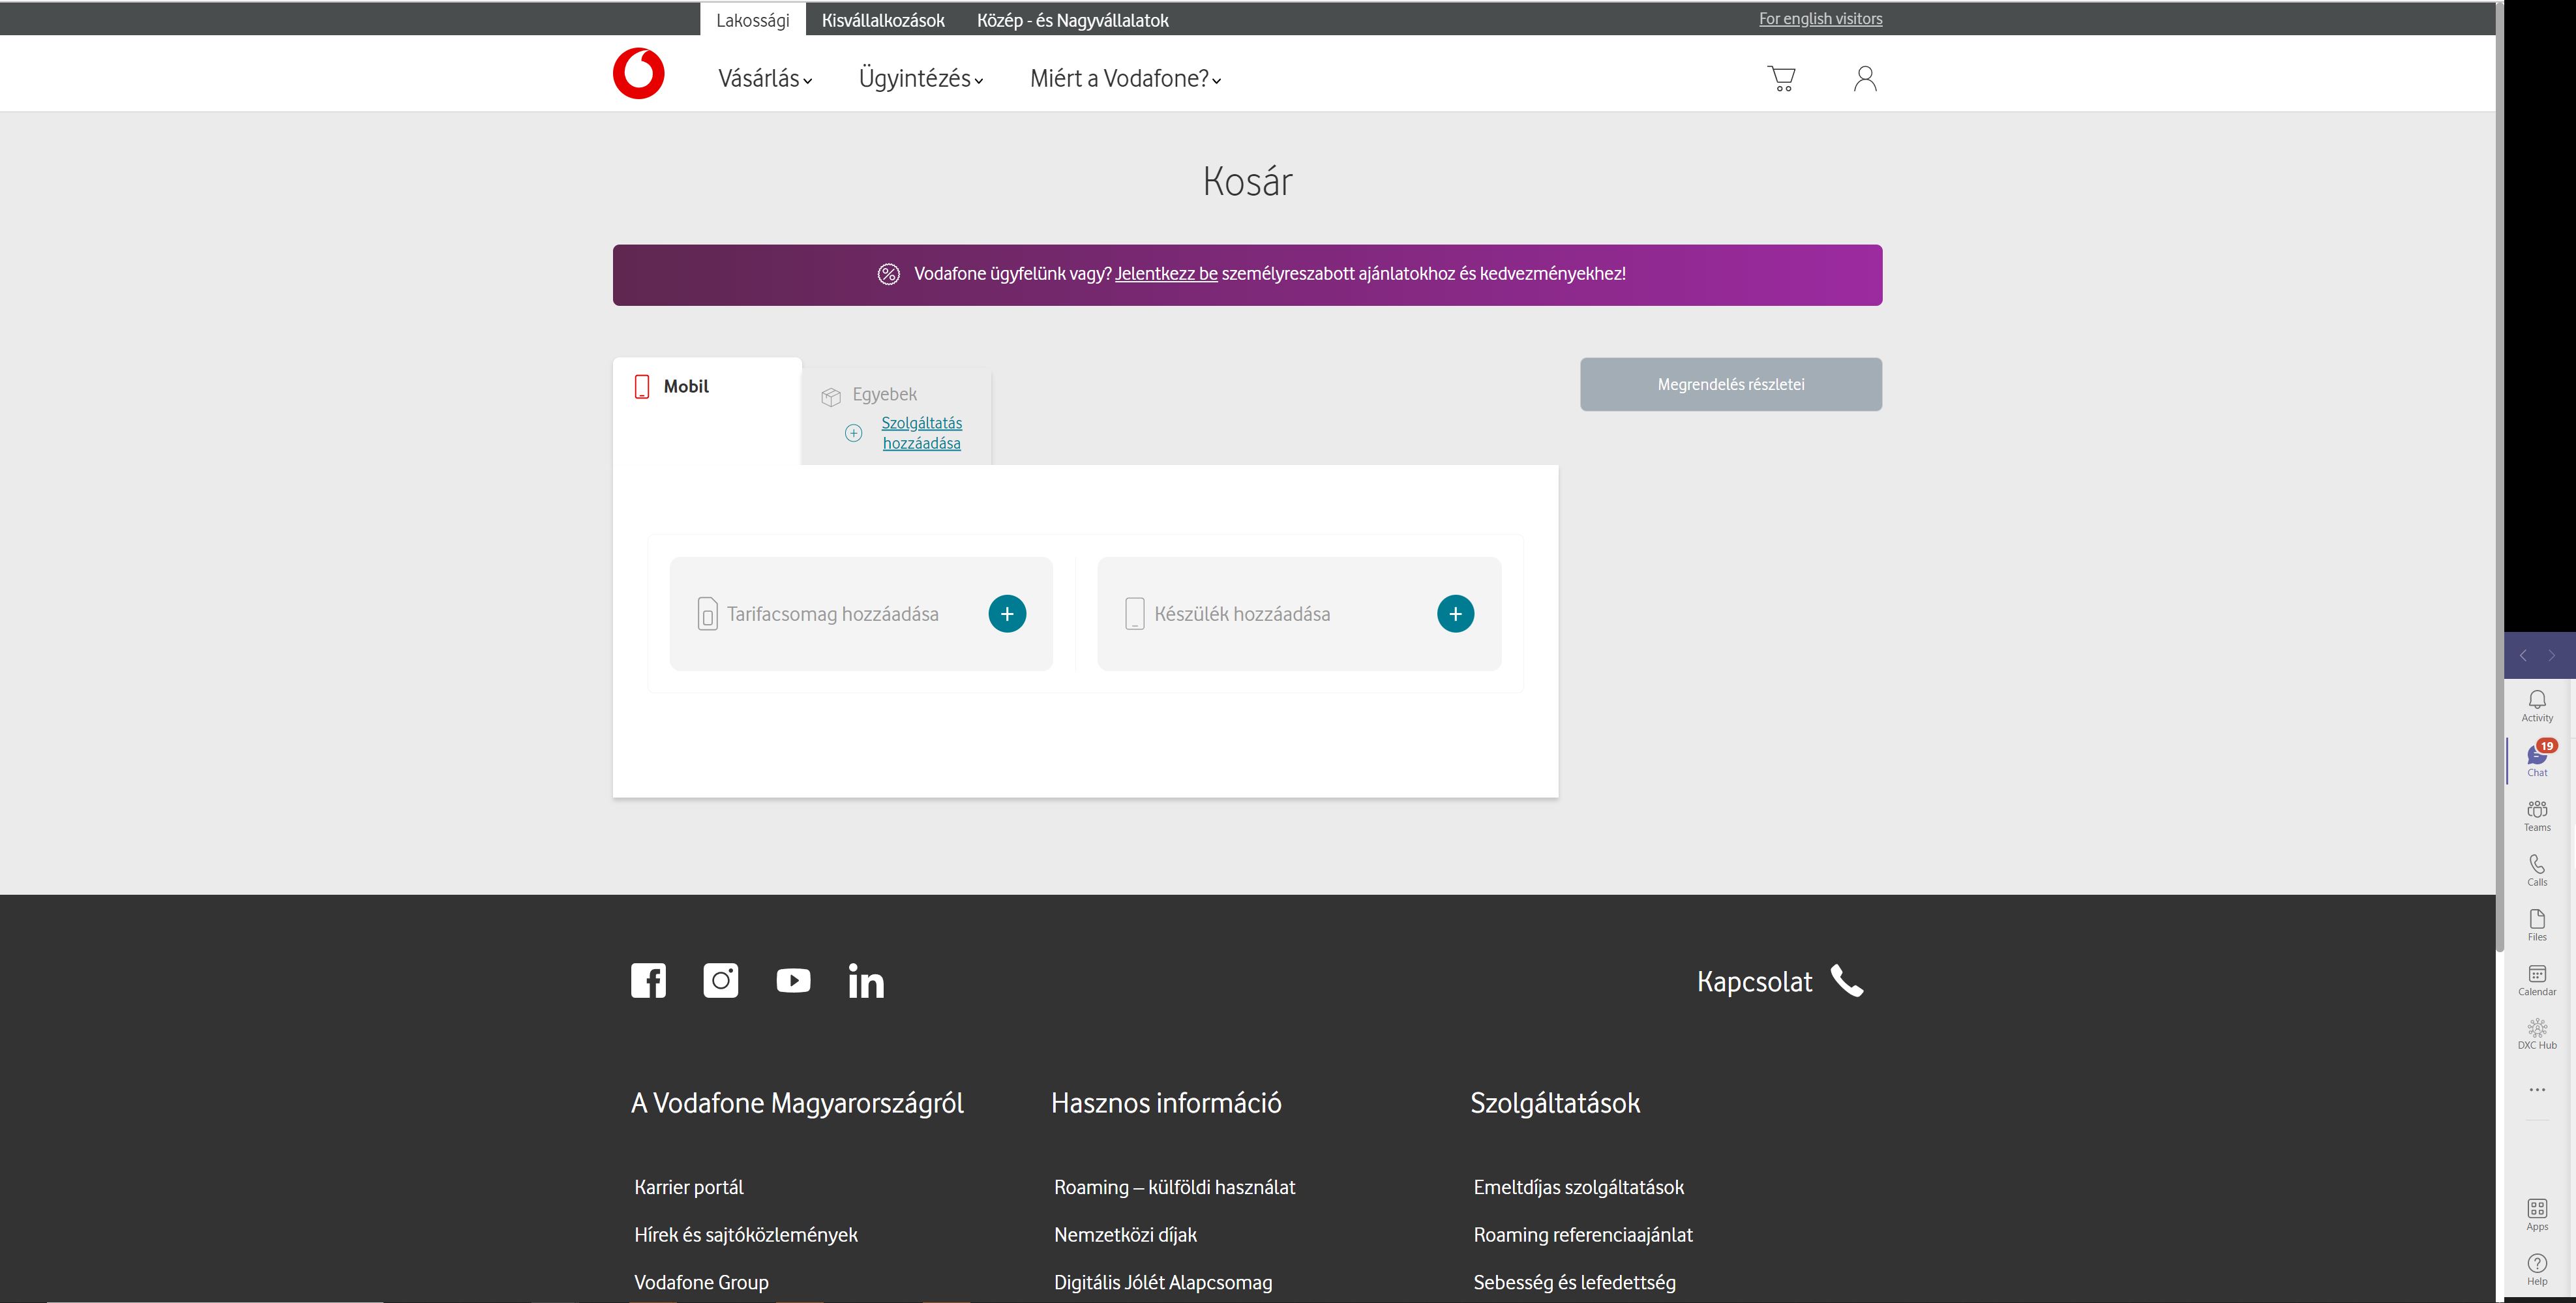 Lakossági Kisvállalkozások Közép - és Nagyvállalatok For english visitors
Vásárlás Ügyintézés Miért a Vodafone?
Kosár
Vodafone ügyfelünk vagy? Jelentkezz be személyreszabott ajánlatokhoz és kedvezményekhez!
Mobil
Egyebek
Szolgáltatás
hozzáadása
Megrendelés részletei
Tarifacsomag hozzáadása
+
Készülék hozzáadása
+
Kapcsolat
A Vodafone Magyarországról
Karrier portál
Hírek és sajtóközlemények
Vodafone Group
Hasznos információ
Roaming – külföldi használat
Nemzetközi díjak
Digitális Jólét Alapcsomag
Szolgáltatások
Emeltdíjas szolgáltatások
Roaming referenciaajánlat
Sebesség és lefedettség
Activity
19
Chat
Teams
Calls
Files
Calendar
DXC Hub
Apps
Help